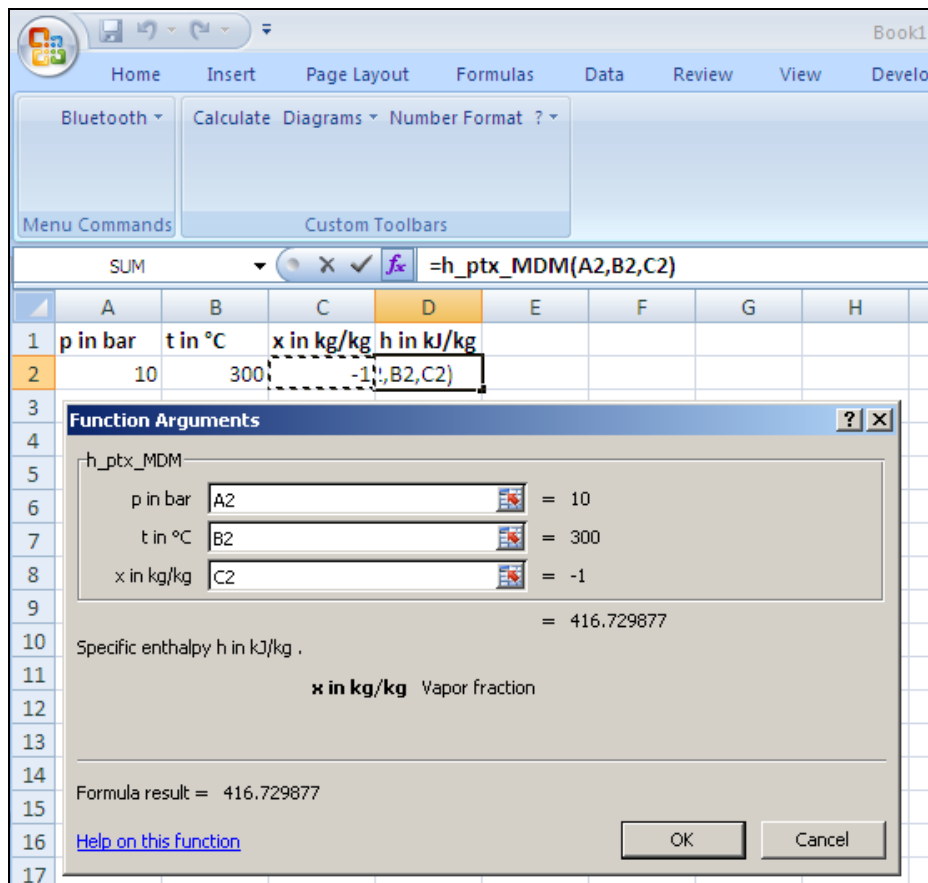 Book1
Home Insert Page Layout Formulas Data Review View Develo
Bluetooth Calculate Diagrams Number Format ?
Menu Commands Custom Toolbars
SUM fx =h_ptx_MDM(A2,B2,C2)
A B C D E F G H
1 p in bar t in °C x in kg/kg h in kJ/kg
2 10 300 -1 ,B2,C2)
3
Function Arguments ? X
4
h_ptx_MDM
5
p in bar A2 = 10
6
7 t in °C B2 = 300
8 x in kg/kg C2 = -1
9
= 416.729877
10 Specific enthalpy h in kJ/kg .
11
x in kg/kg Vapor fraction
12
13
14
Formula result = 416.729877
15
16 Help on this function OK Cancel
17